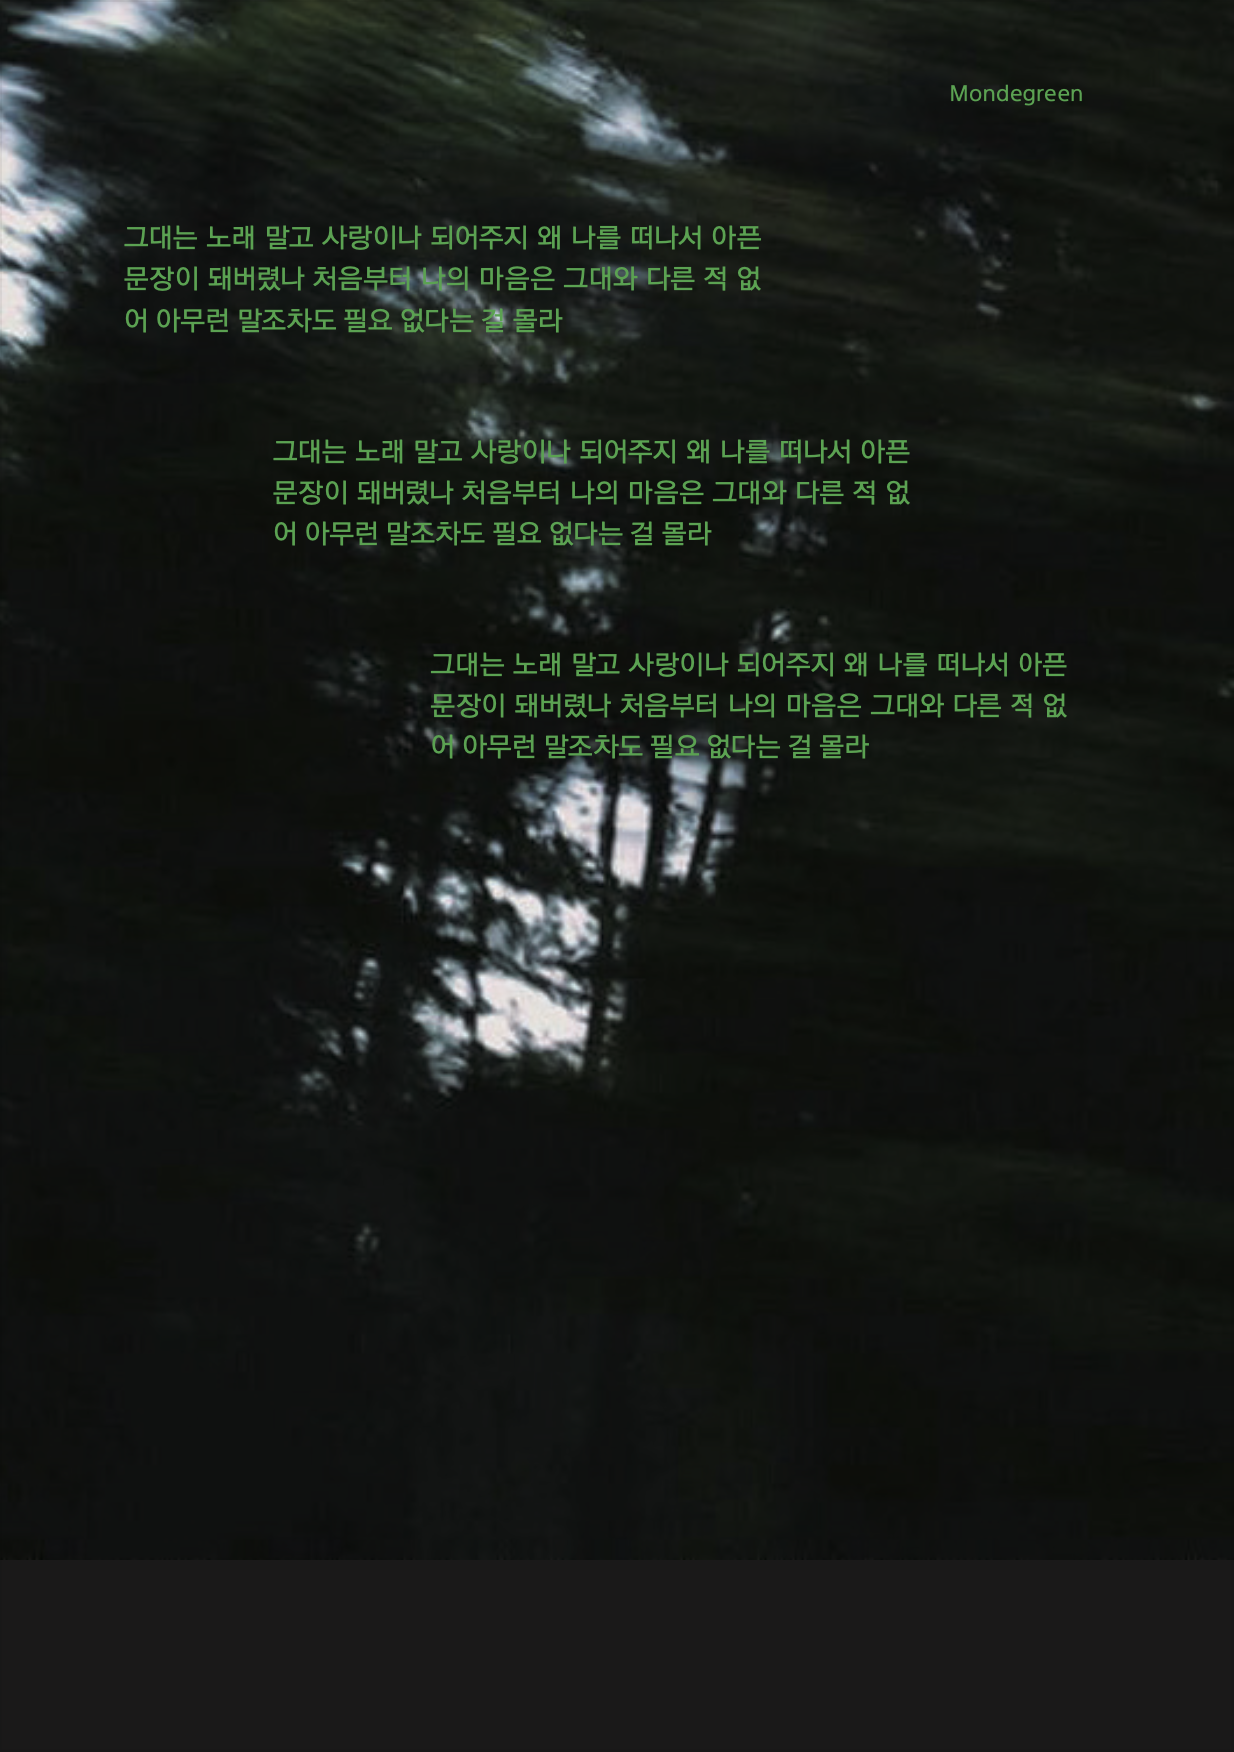 Mondegreen
그대는 노래 말고 사랑이나 되어주지 왜 나를 떠나서 아픈
문장이 돼버렸나 처음부터 나의 마음은 그대와 다른 적 없
어 아무런 말조차도 필요 없다는 걸 몰라
그대는 노래 말고 사랑이나 되어주지 왜 나를 떠나서 아픈
문장이 돼버렸나 처음부터 나의 마음은 그대와 다른 적 없
어 아무런 말조차도 필요 없다는 걸 몰라
그대는 노래 말고 사랑이나 되어주지 왜 나를 떠나서 아픈
문장이 돼버렸나 처음부터 나의 마음은 그대와 다른 적 없
어 아무런 말조차도 필요 없다는 걸 몰라